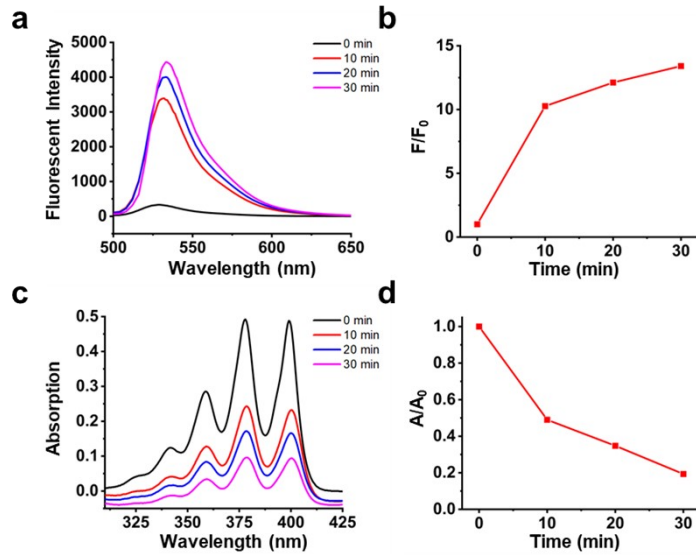 a
0 min
10 min
20 min
30 min
Fluorescent Intensity
5000
4000
3000
2000
1000
0
500 550 600 650
Wavelength (nm)
b
F/F0
15
10
5
0
0 10 20 30
Time (min)
c
0 min
10 min
20 min
30 min
Absorption
0.5
0.4
0.3
0.2
0.1
0.0
325 350 375 400 425
Wavelength (nm)
d
A/A0
1.0
0.8
0.6
0.4
0.2
0.0
0 10 20 30
Time (min)